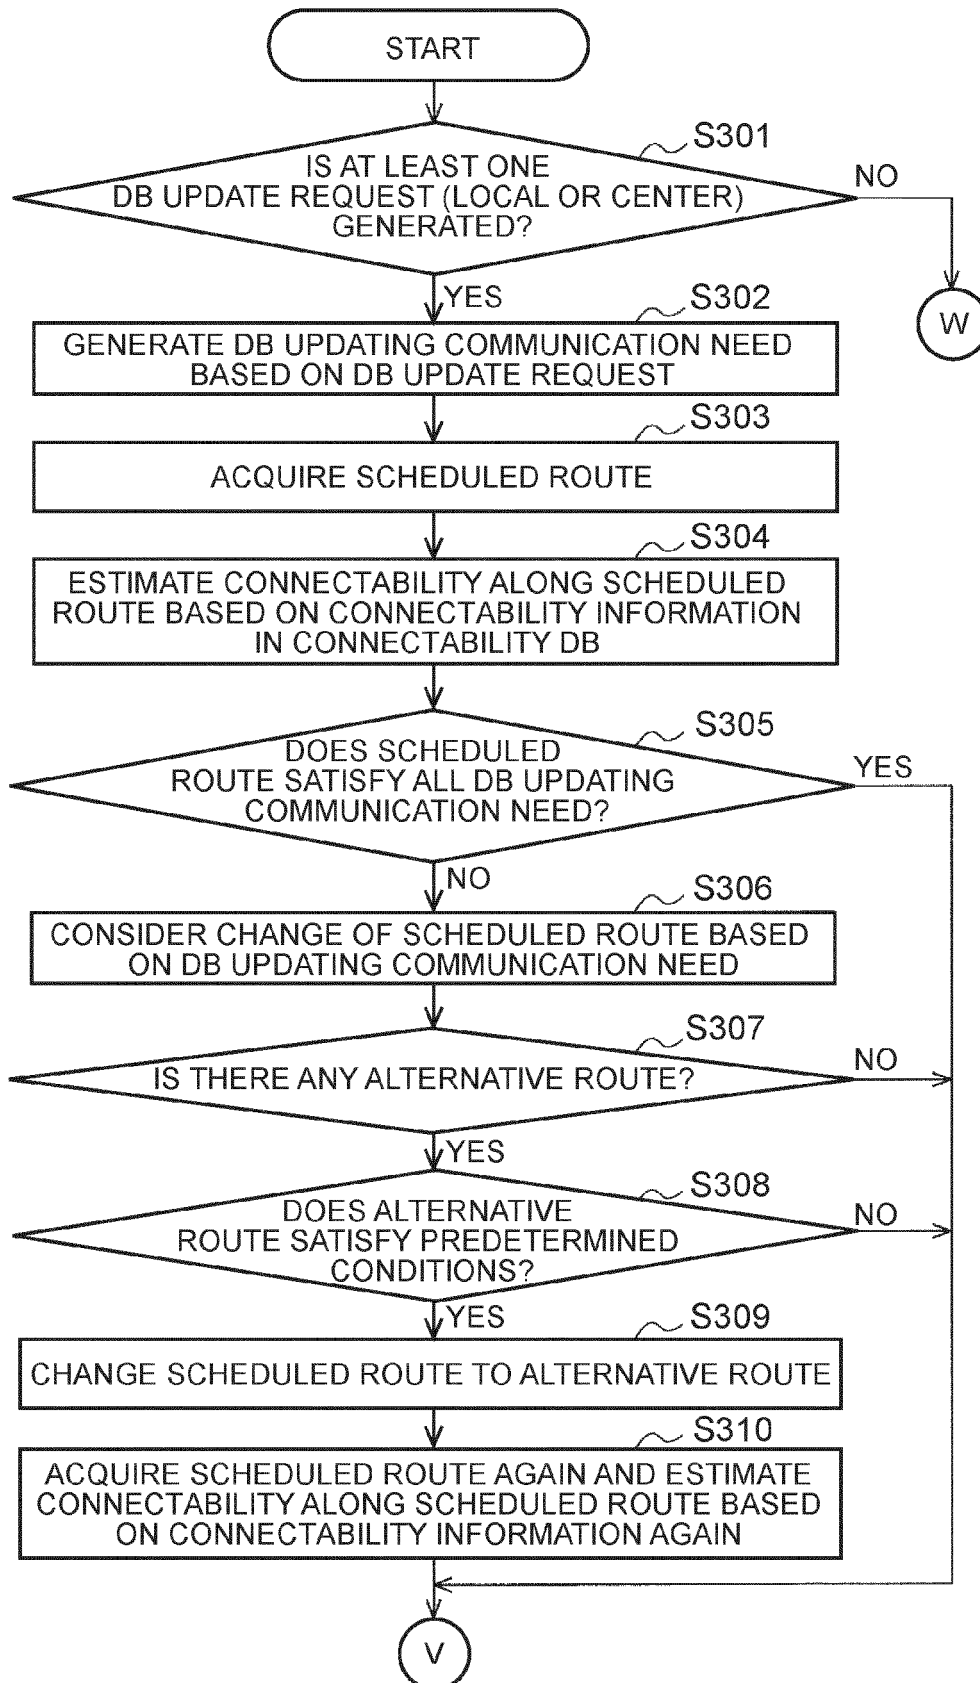 START
S301
IS AT LEAST ONE
DB UPDATE REQUEST (LOCAL OR CENTER)
GENERATED?
NO
YES
W
S302
GENERATE DB UPDATING COMMUNICATION NEED
BASED ON DB UPDATE REQUEST
S303
ACQUIRE SCHEDULED ROUTE
S304
ESTIMATE CONNECTABILITY ALONG SCHEDULED
ROUTE BASED ON CONNECTABILITY INFORMATION
IN CONNECTABILITY DB
S305
DOES SCHEDULED
ROUTE SATISFY ALL DB UPDATING
COMMUNICATION NEED?
YES
NO
S306
CONSIDER CHANGE OF SCHEDULED ROUTE BASED
ON DB UPDATING COMMUNICATION NEED
S307
IS THERE ANY ALTERNATIVE ROUTE?
NO
YES
S308
DOES ALTERNATIVE
ROUTE SATISFY PREDETERMINED
CONDITIONS?
NO
YES
S309
CHANGE SCHEDULED ROUTE TO ALTERNATIVE ROUTE
S310
ACQUIRE SCHEDULED ROUTE AGAIN AND ESTIMATE
CONNECTABILITY ALONG SCHEDULED ROUTE BASED
ON CONNECTABILITY INFORMATION AGAIN
V